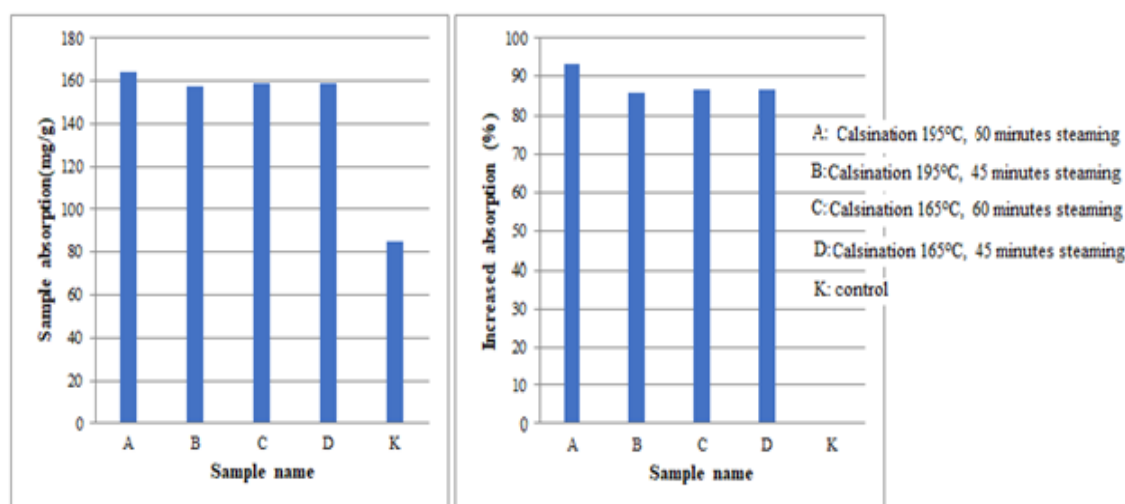 180
160
140
120
100
80
60
40
20
0
Sample absorption(mg/g)
A B C D K
Sample name
100
90
80
70
60
50
40
30
20
10
0
Increased absorption (%)
A B C D K
Sample name
A: Calsination 195ºC, 60 minutes steaming
B:Calsination 195ºC, 45 minutes steaming
C:Calsination 165ºC, 60 minutes steaming
D:Calsination 165ºC, 45 minutes steaming
K: control